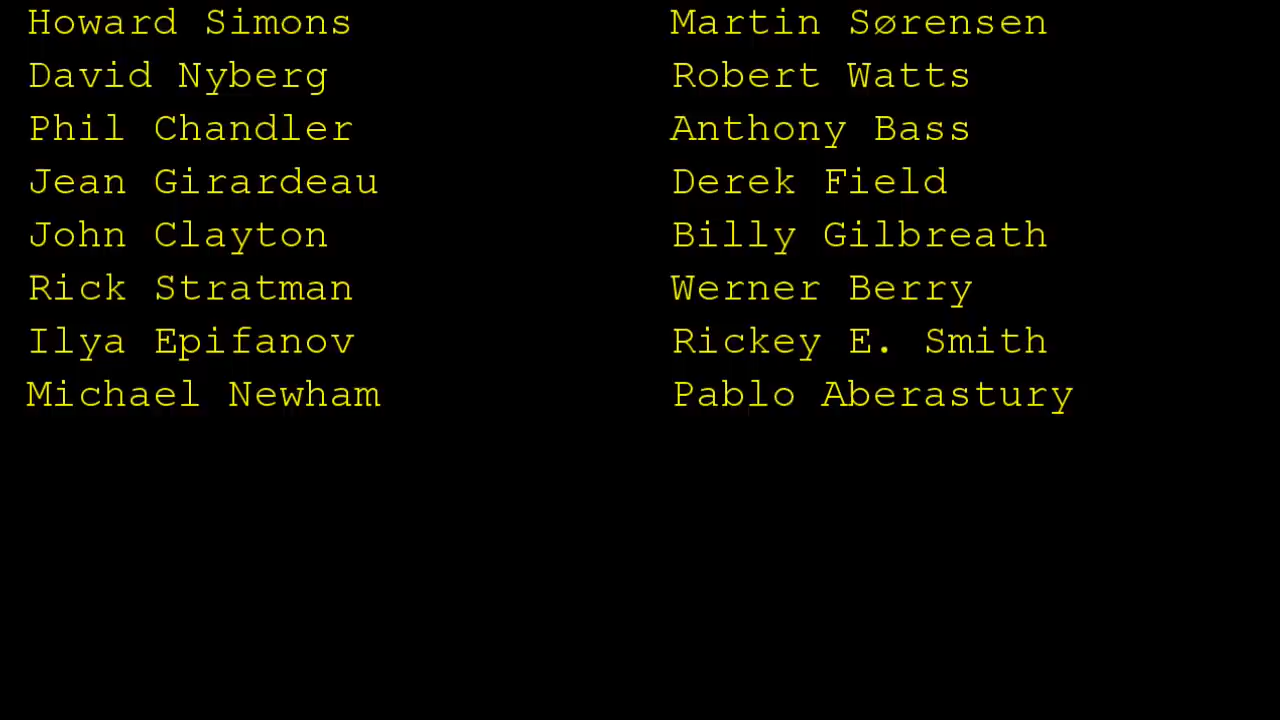 Howard Simons
David Nyberg
Phil Chandler
Jean Girardeau
John Clayton
Rick Stratman
Ilya Epifanov
Michael Newham
Martin Sørensen
Robert Watts
Anthony Bass
Derek Field
Billy Gilbreath
Werner Berry
Rickey E. Smith
Pablo Aberastury